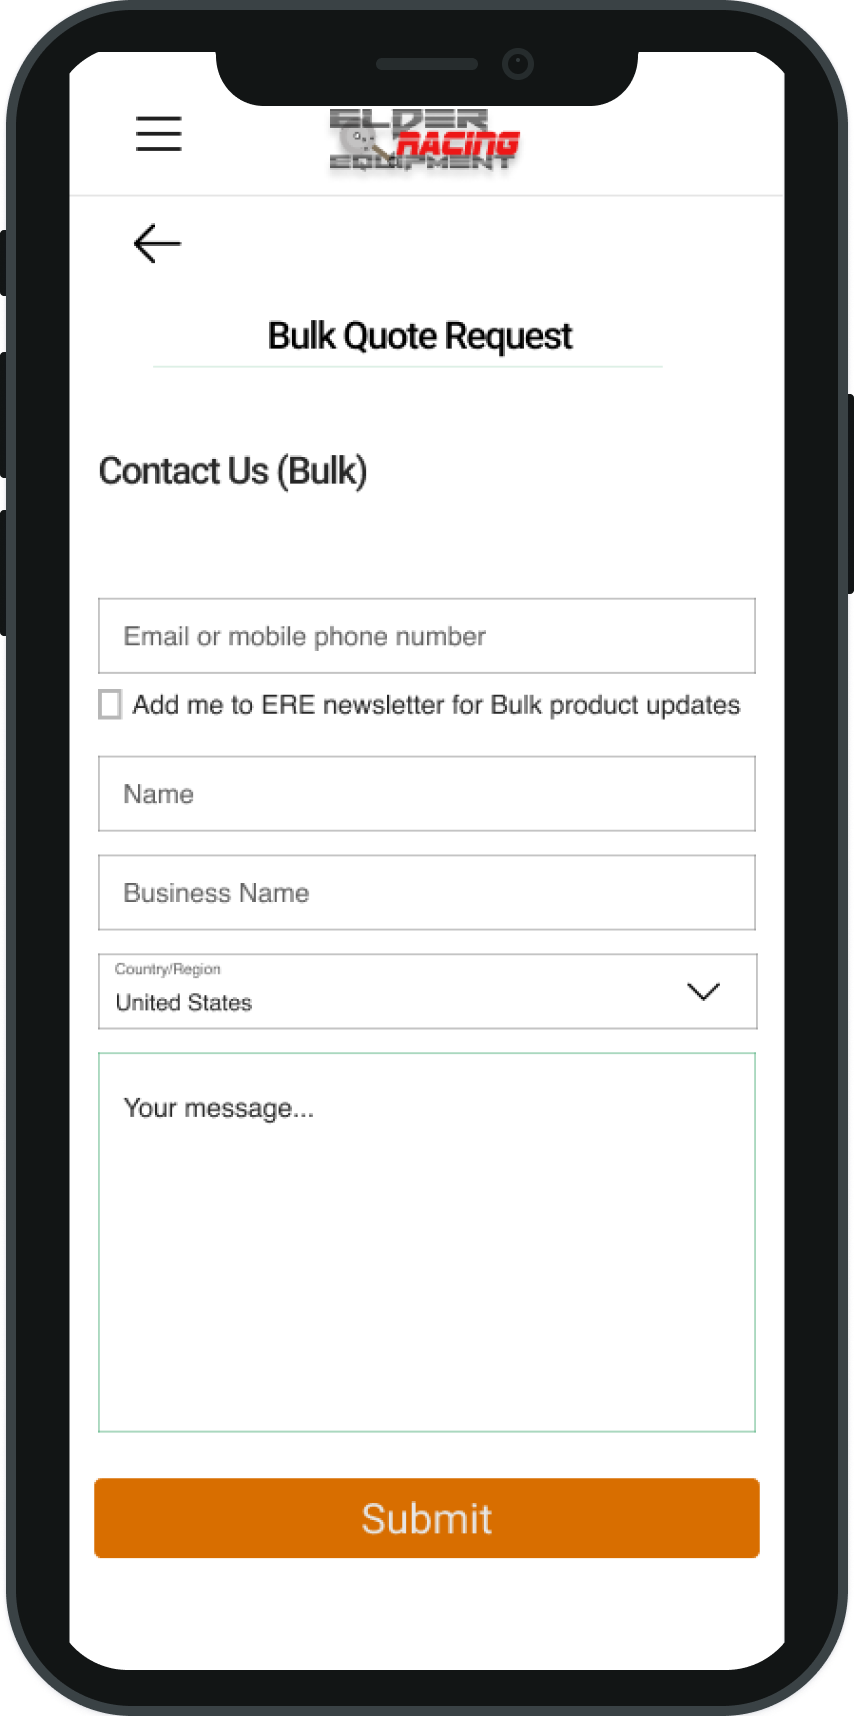 ELDER
RACING
EQUIPMENT
Bulk Quote Request
Contact Us (Bulk)
Email or mobile phone number
Add me to ERE newsletter for Bulk product updates
Name
Business Name
Country/Region
United States
Your message...
Submit